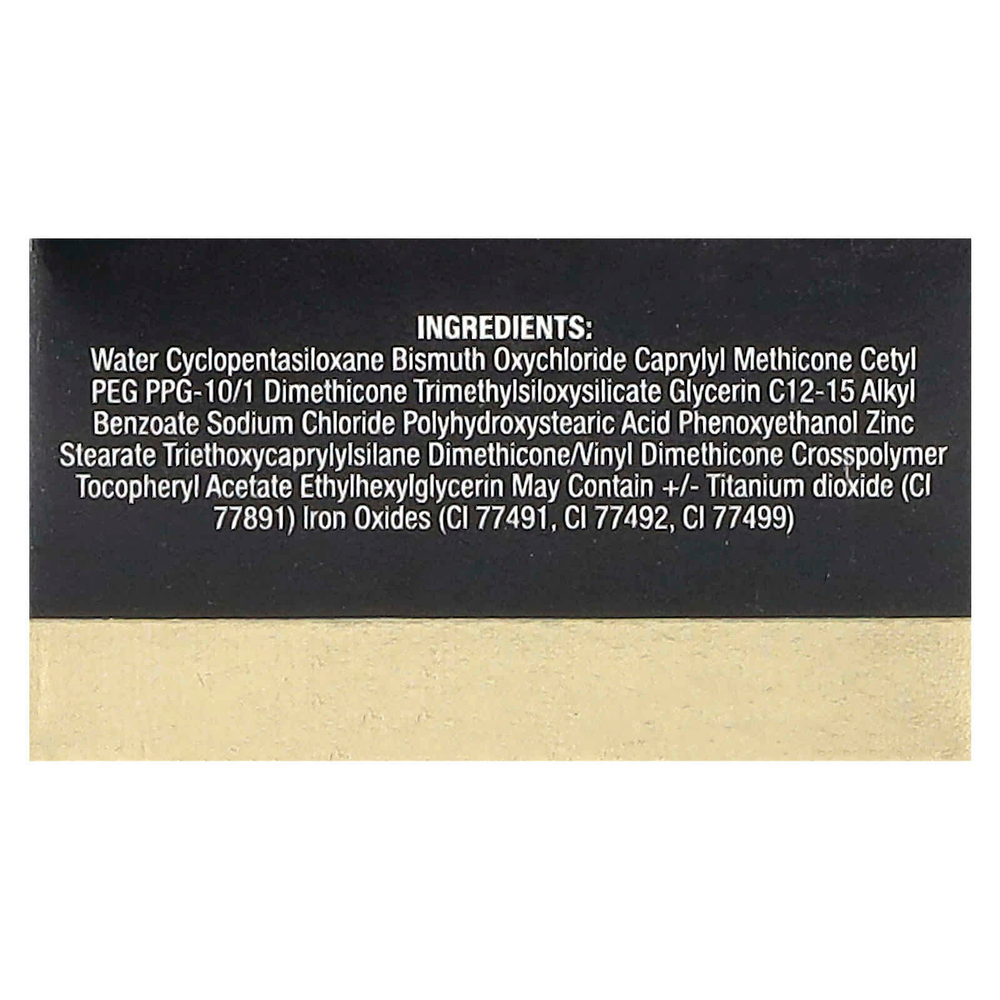 INGREDIENTS:
Water Cyclopentasiloxane Bismuth Oxychloride Caprylyl Methicone Cetyl
PEG PPG-10/1 Dimethicone Trimethylsiloxysilicate Glycerin C12-15 Alkyl
Benzoate Sodium Chloride Polyhydroxystearic Acid Phenoxyethanol Zinc
Stearate Triethoxycaprylylsilane Dimethicone/Vinyl Dimethicone Crosspolymer
Tocopheryl Acetate Ethylhexylglycerin May Contain +/- Titanium dioxide (CI
77891) Iron Oxides (CI 77491, CI 77492, CI 77499)